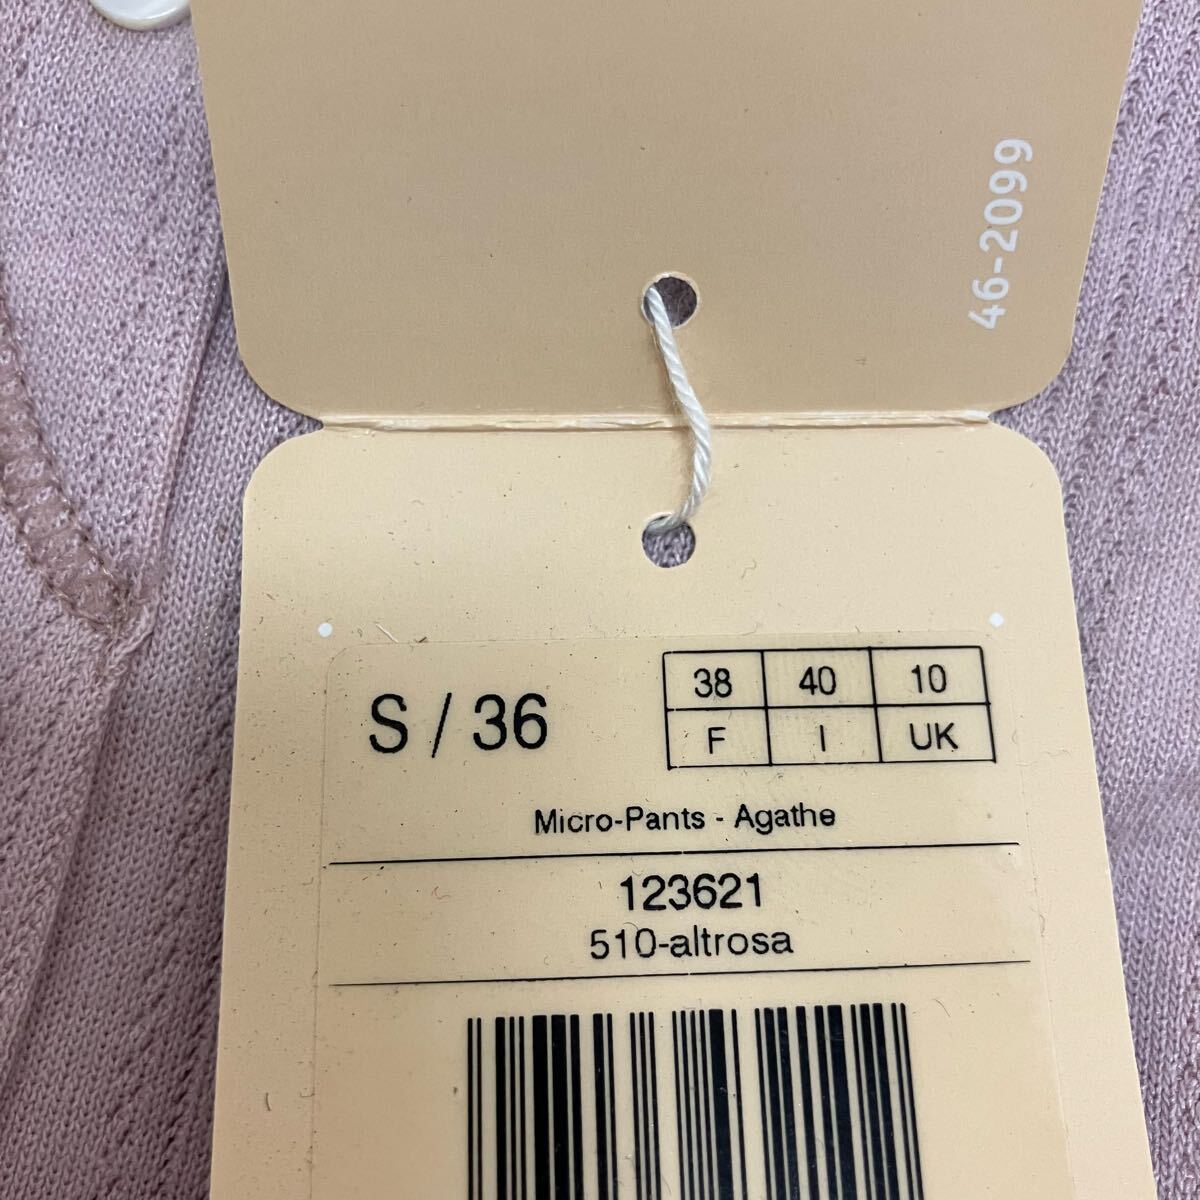 46-2099
S / 36
38 40 10
F I UK
Micro-Pants - Agathe
123621
510-altrosa